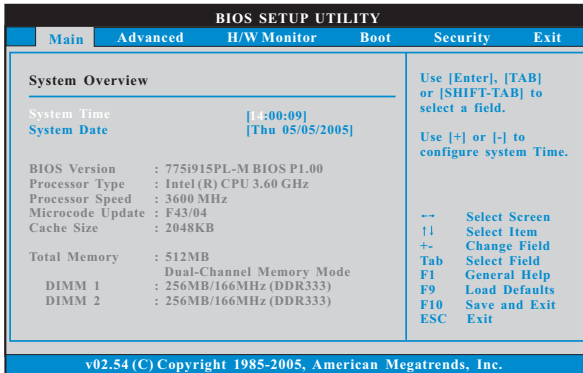 BIOS SETUP UTILITY
Main Advanced H/W Monitor Boot Security Exit
System Overview
System Time [14:00:09]
System Date [Thu 05/05/2005]
BIOS Version : 775i915PL-M BIOS P1.00
Processor Type : Intel (R) CPU 3.60 GHz
Processor Speed : 3600 MHz
Microcode Update : F43/04
Cache Size : 2048KB
Total Memory : 512MB
Dual-Channel Memory Mode
DIMM 1 : 256MB/166MHz (DDR333)
DIMM 2 : 256MB/166MHz (DDR333)
Use [Enter], [TAB]
or [SHIFT-TAB] to
select a field.
Use [+] or [-] to
configure system Time.
←→ Select Screen
↑↓ Select Item
+- Change Field
Tab Select Field
F1 General Help
F9 Load Defaults
F10 Save and Exit
ESC Exit
v02.54 (C) Copyright 1985-2005, American Megatrends, Inc.